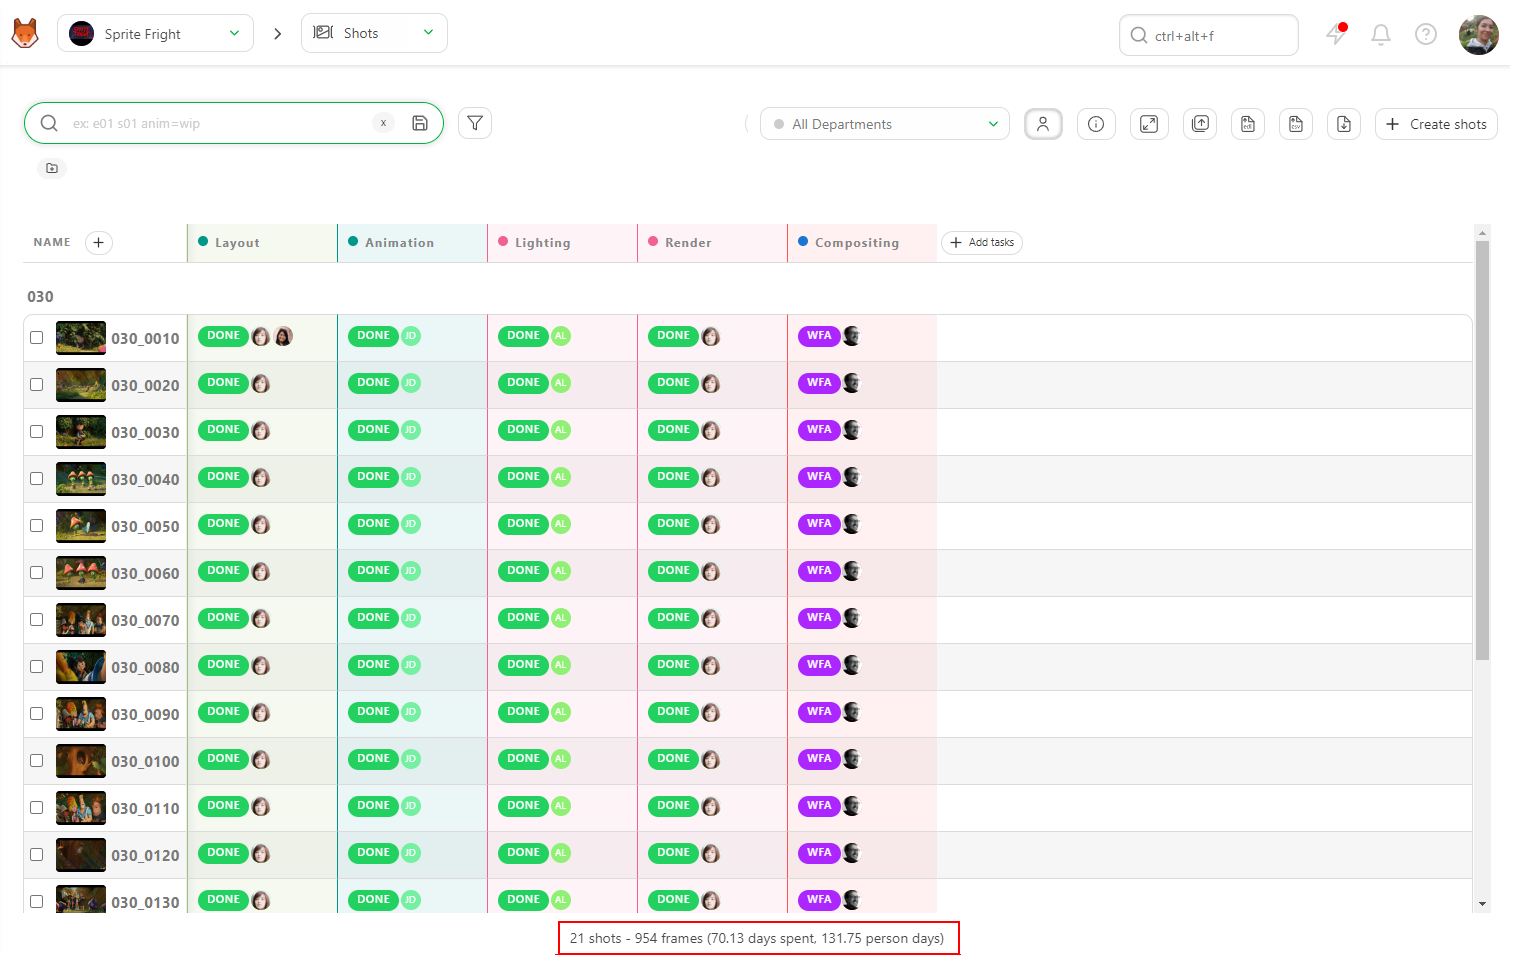 Sprite Fright
Shots
ctrl+alt+f
ex: e01 s01 anim=wip
x
All Departments
edl
csv
Create shots
NAME
Layout
Animation
Lighting
Render
Compositing
Add tasks
030
030_0010 DONE DONE JD DONE AL DONE WFA
030_0020 DONE DONE JD DONE AL DONE WFA
030_0030 DONE DONE JD DONE AL DONE WFA
030_0040 DONE DONE JD DONE AL DONE WFA
030_0050 DONE DONE JD DONE AL DONE WFA
030_0060 DONE DONE JD DONE AL DONE WFA
030_0070 DONE DONE JD DONE AL DONE WFA
030_0080 DONE DONE JD DONE AL DONE WFA
030_0090 DONE DONE JD DONE AL DONE WFA
030_0100 DONE DONE JD DONE AL DONE WFA
030_0110 DONE DONE JD DONE AL DONE WFA
030_0120 DONE DONE JD DONE AL DONE WFA
030_0130 DONE DONE JD DONE AL DONE WFA
21 shots - 954 frames (70.13 days spent, 131.75 person days)